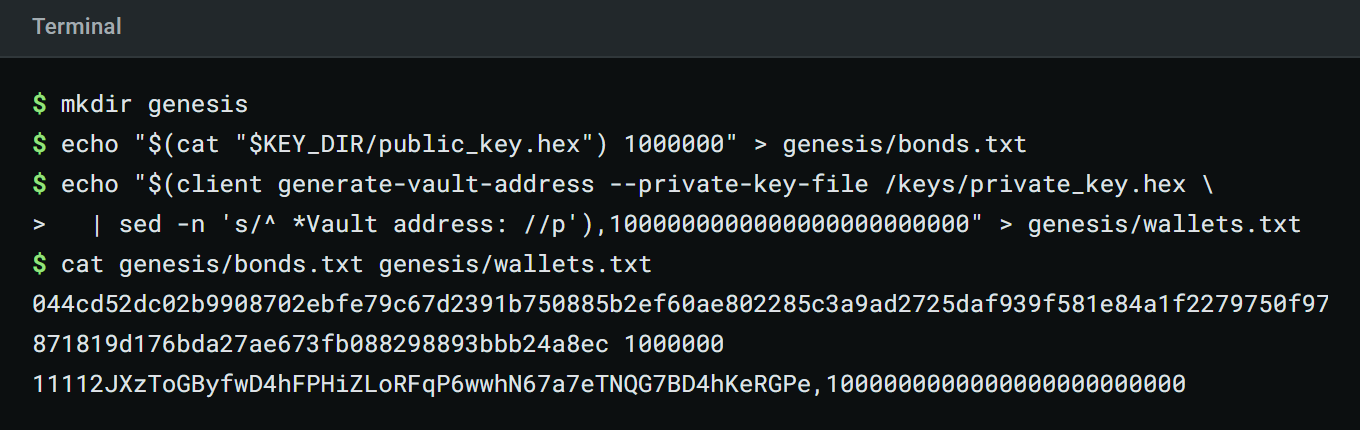 Terminal
$ mkdir genesis
$ echo "$(cat "$KEY_DIR/public_key.hex") 1000000" > genesis/bonds.txt
$ echo "$(client generate-vault-address --private-key-file /keys/private_key.hex \
>   | sed -n 's/^ *Vault address: //p'),1000000000000000000000000" > genesis/wallets.txt
$ cat genesis/bonds.txt genesis/wallets.txt
044cd52dc02b9908702ebfe79c67d2391b750885b2ef60ae802285c3a9ad2725daf939f581e84a1f2279750f97
871819d176bda27ae673fb088298893bbb24a8ec 1000000
11112JXzToGByfwD4hFPHiZLoRFqP6wwhN67a7eTNQG7BD4hKeRGPe,1000000000000000000000000